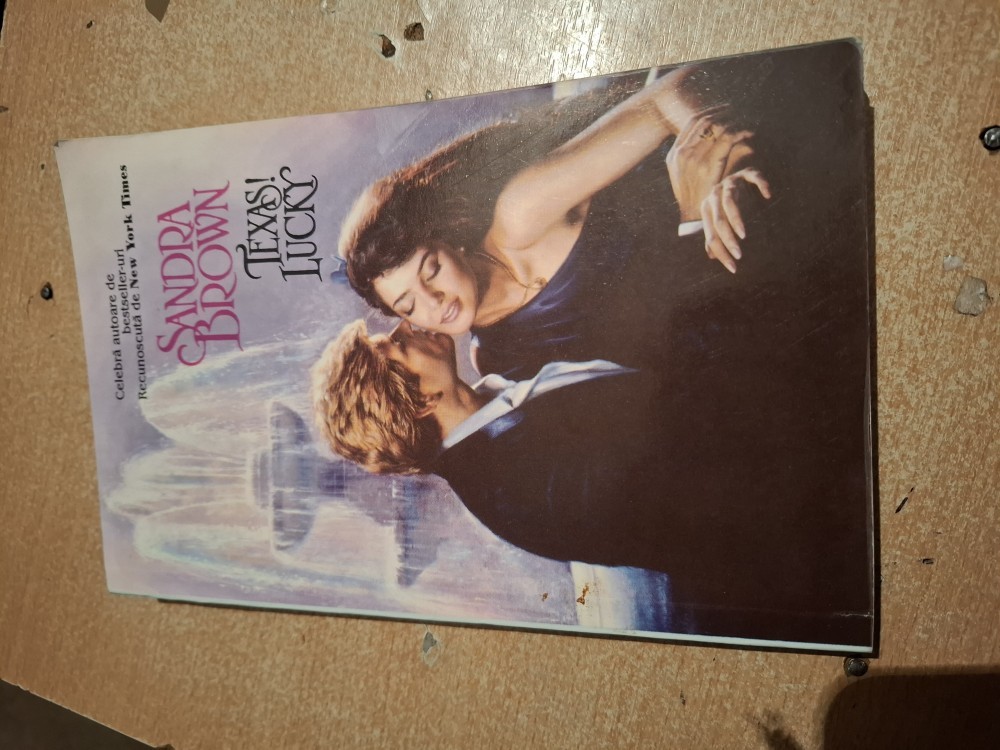 Celebră autoare de
bestseller-uri
Recunoscută de New York Times
SANDRA
BROWN
TEXAS!
LUCKY